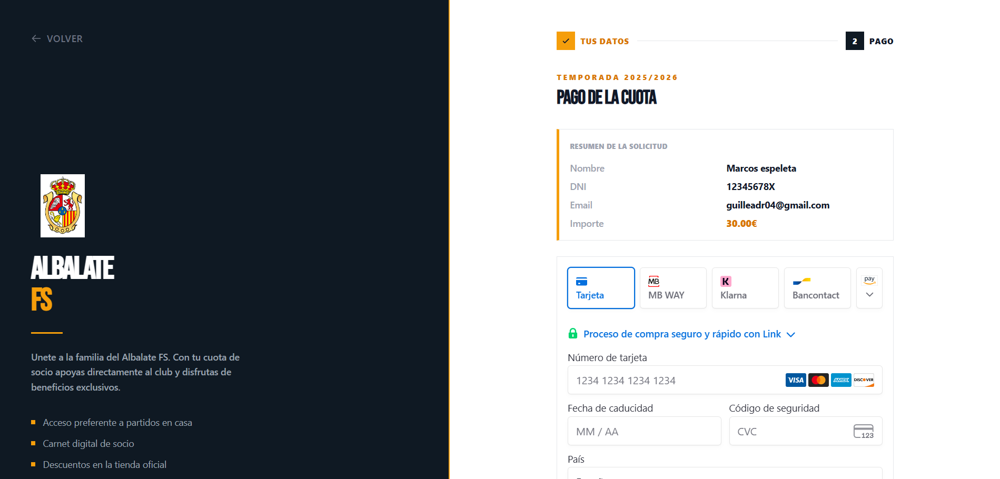 VOLVER
ALBALATE
FS
Unete a la familia del Albalate FS. Con tu cuota de
socio apoyas directamente al club y disfrutas de
beneficios exclusivos.
Acceso preferente a partidos en casa
Carnet digital de socio
Descuentos en la tienda oficial
TUS DATOS
2 PAGO
TEMPORADA 2025/2026
PAGO DE LA CUOTA
RESUMEN DE LA SOLICITUD
Nombre Marcos espeleta
DNI 12345678X
Email guilleadr04@gmail.com
Importe 30.00€
Tarjeta
MB
MB WAY
K
Klarna
Bancontact
pay
Proceso de compra seguro y rápido con Link
Número de tarjeta
1234 1234 1234 1234 VISA AMEX DISCOVER
Fecha de caducidad Código de seguridad
MM / AA CVC 123
País